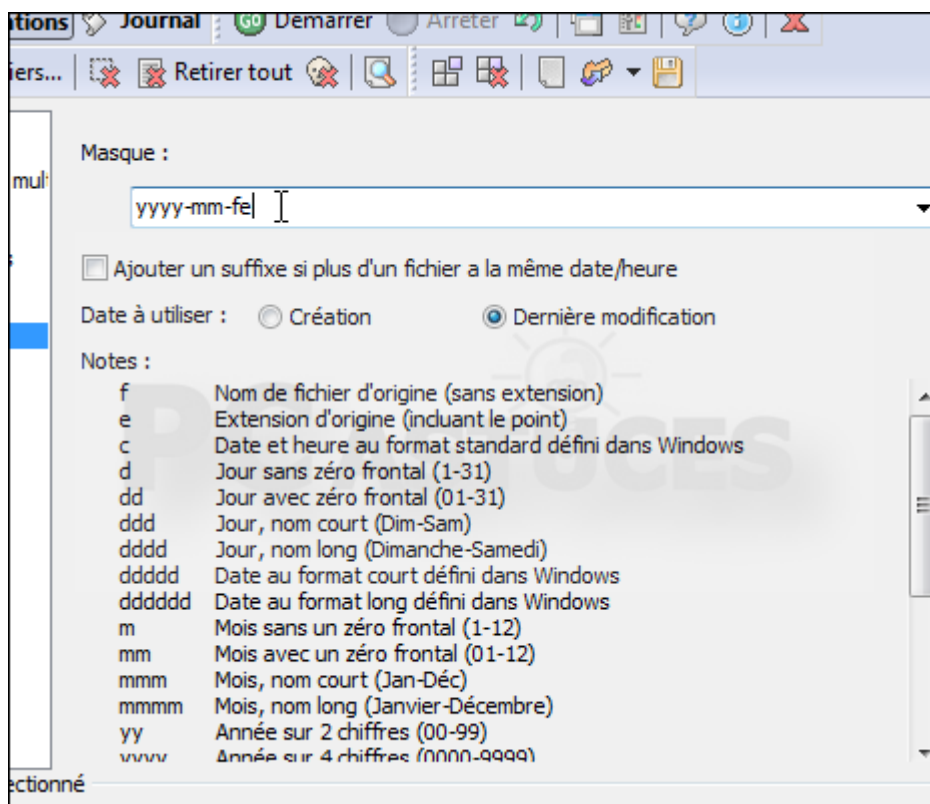 ations Journal Démarrer Arrêter
iers... Retirer tout
Masque :
mul
yyyy-mm-fe
Ajouter un suffixe si plus d'un fichier a la même date/heure
Date à utiliser : Création Dernière modification
Notes :
f Nom de fichier d'origine (sans extension)
e Extension d'origine (incluant le point)
c Date et heure au format standard défini dans Windows
d Jour sans zéro frontal (1-31)
dd Jour avec zéro frontal (01-31)
ddd Jour, nom court (Dim-Sam)
dddd Jour, nom long (Dimanche-Samedi)
ddddd Date au format court défini dans Windows
dddddd Date au format long défini dans Windows
m Mois sans un zéro frontal (1-12)
mm Mois avec un zéro frontal (01-12)
mmm Mois, nom court (Jan-Déc)
mmmm Mois, nom long (Janvier-Décembre)
yy Année sur 2 chiffres (00-99)
yyyy Année sur 4 chiffres (0000-9999)
ectionné
PC ASTUCES